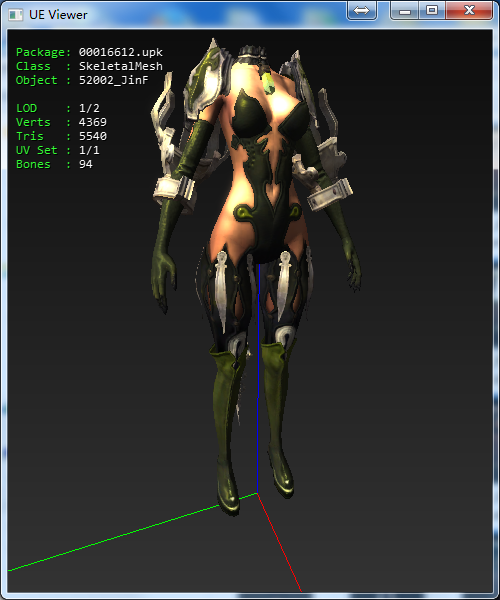 UE Viewer
Package: 00016612.upk
Class : SkeletalMesh
Object : 52002_JinF
LOD : 1/2
Verts : 4369
Tris : 5540
UV Set : 1/1
Bones : 94